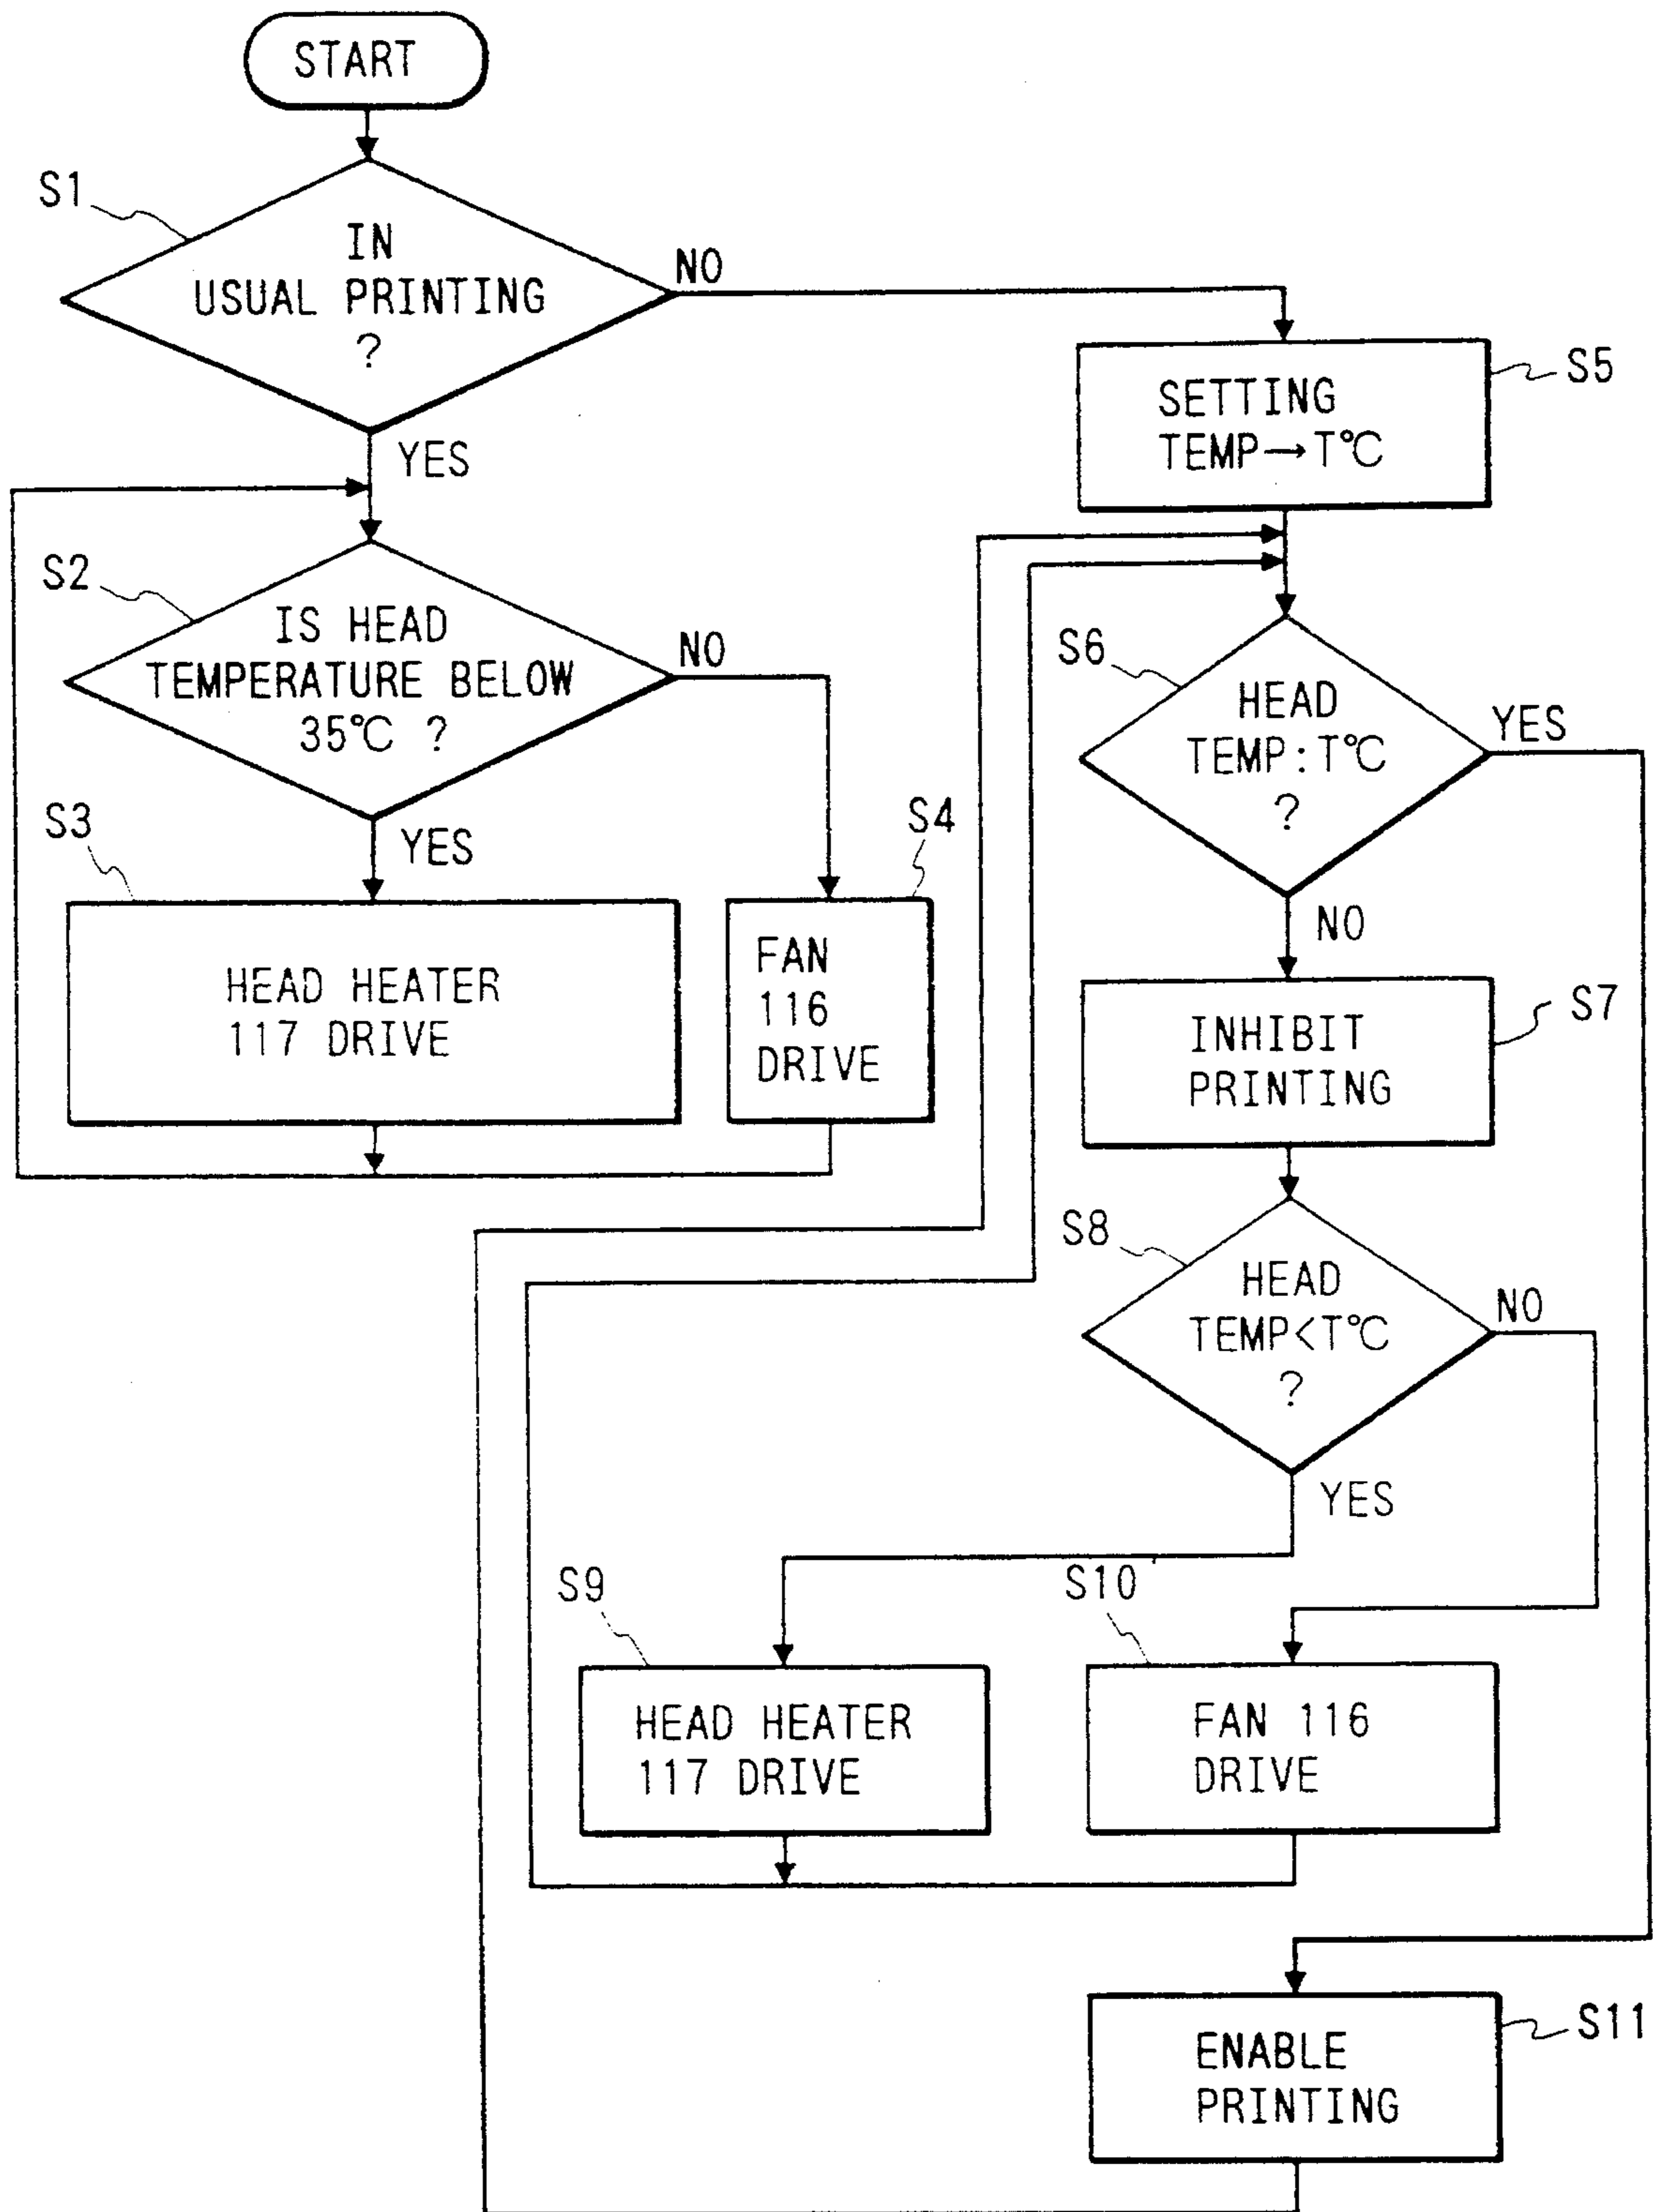 START
S1
IN
USUAL PRINTING
?
NO
YES
S5
SETTING
TEMP→T℃
S2
IS HEAD
TEMPERATURE BELOW
35℃ ?
NO
YES
S6
HEAD
TEMP:T℃
?
YES
NO
S3
HEAD HEATER
117 DRIVE
S4
FAN
116
DRIVE
S7
INHIBIT
PRINTING
S8
HEAD
TEMP<T℃
?
NO
YES
S9
HEAD HEATER
117 DRIVE
S10
FAN 116
DRIVE
S11
ENABLE
PRINTING